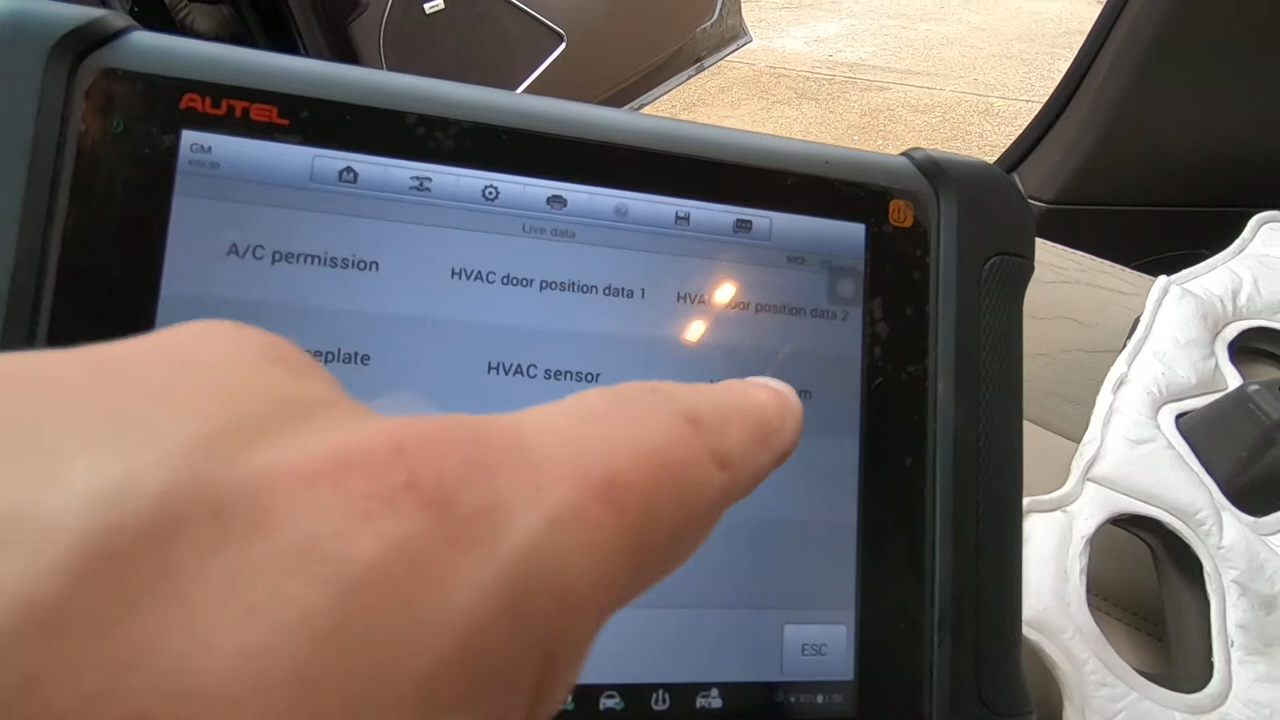 AUTEL
GM
Live data
A/C permission
HVAC door position data 1
HVAC door position data 2
HVAC sensor
ESC